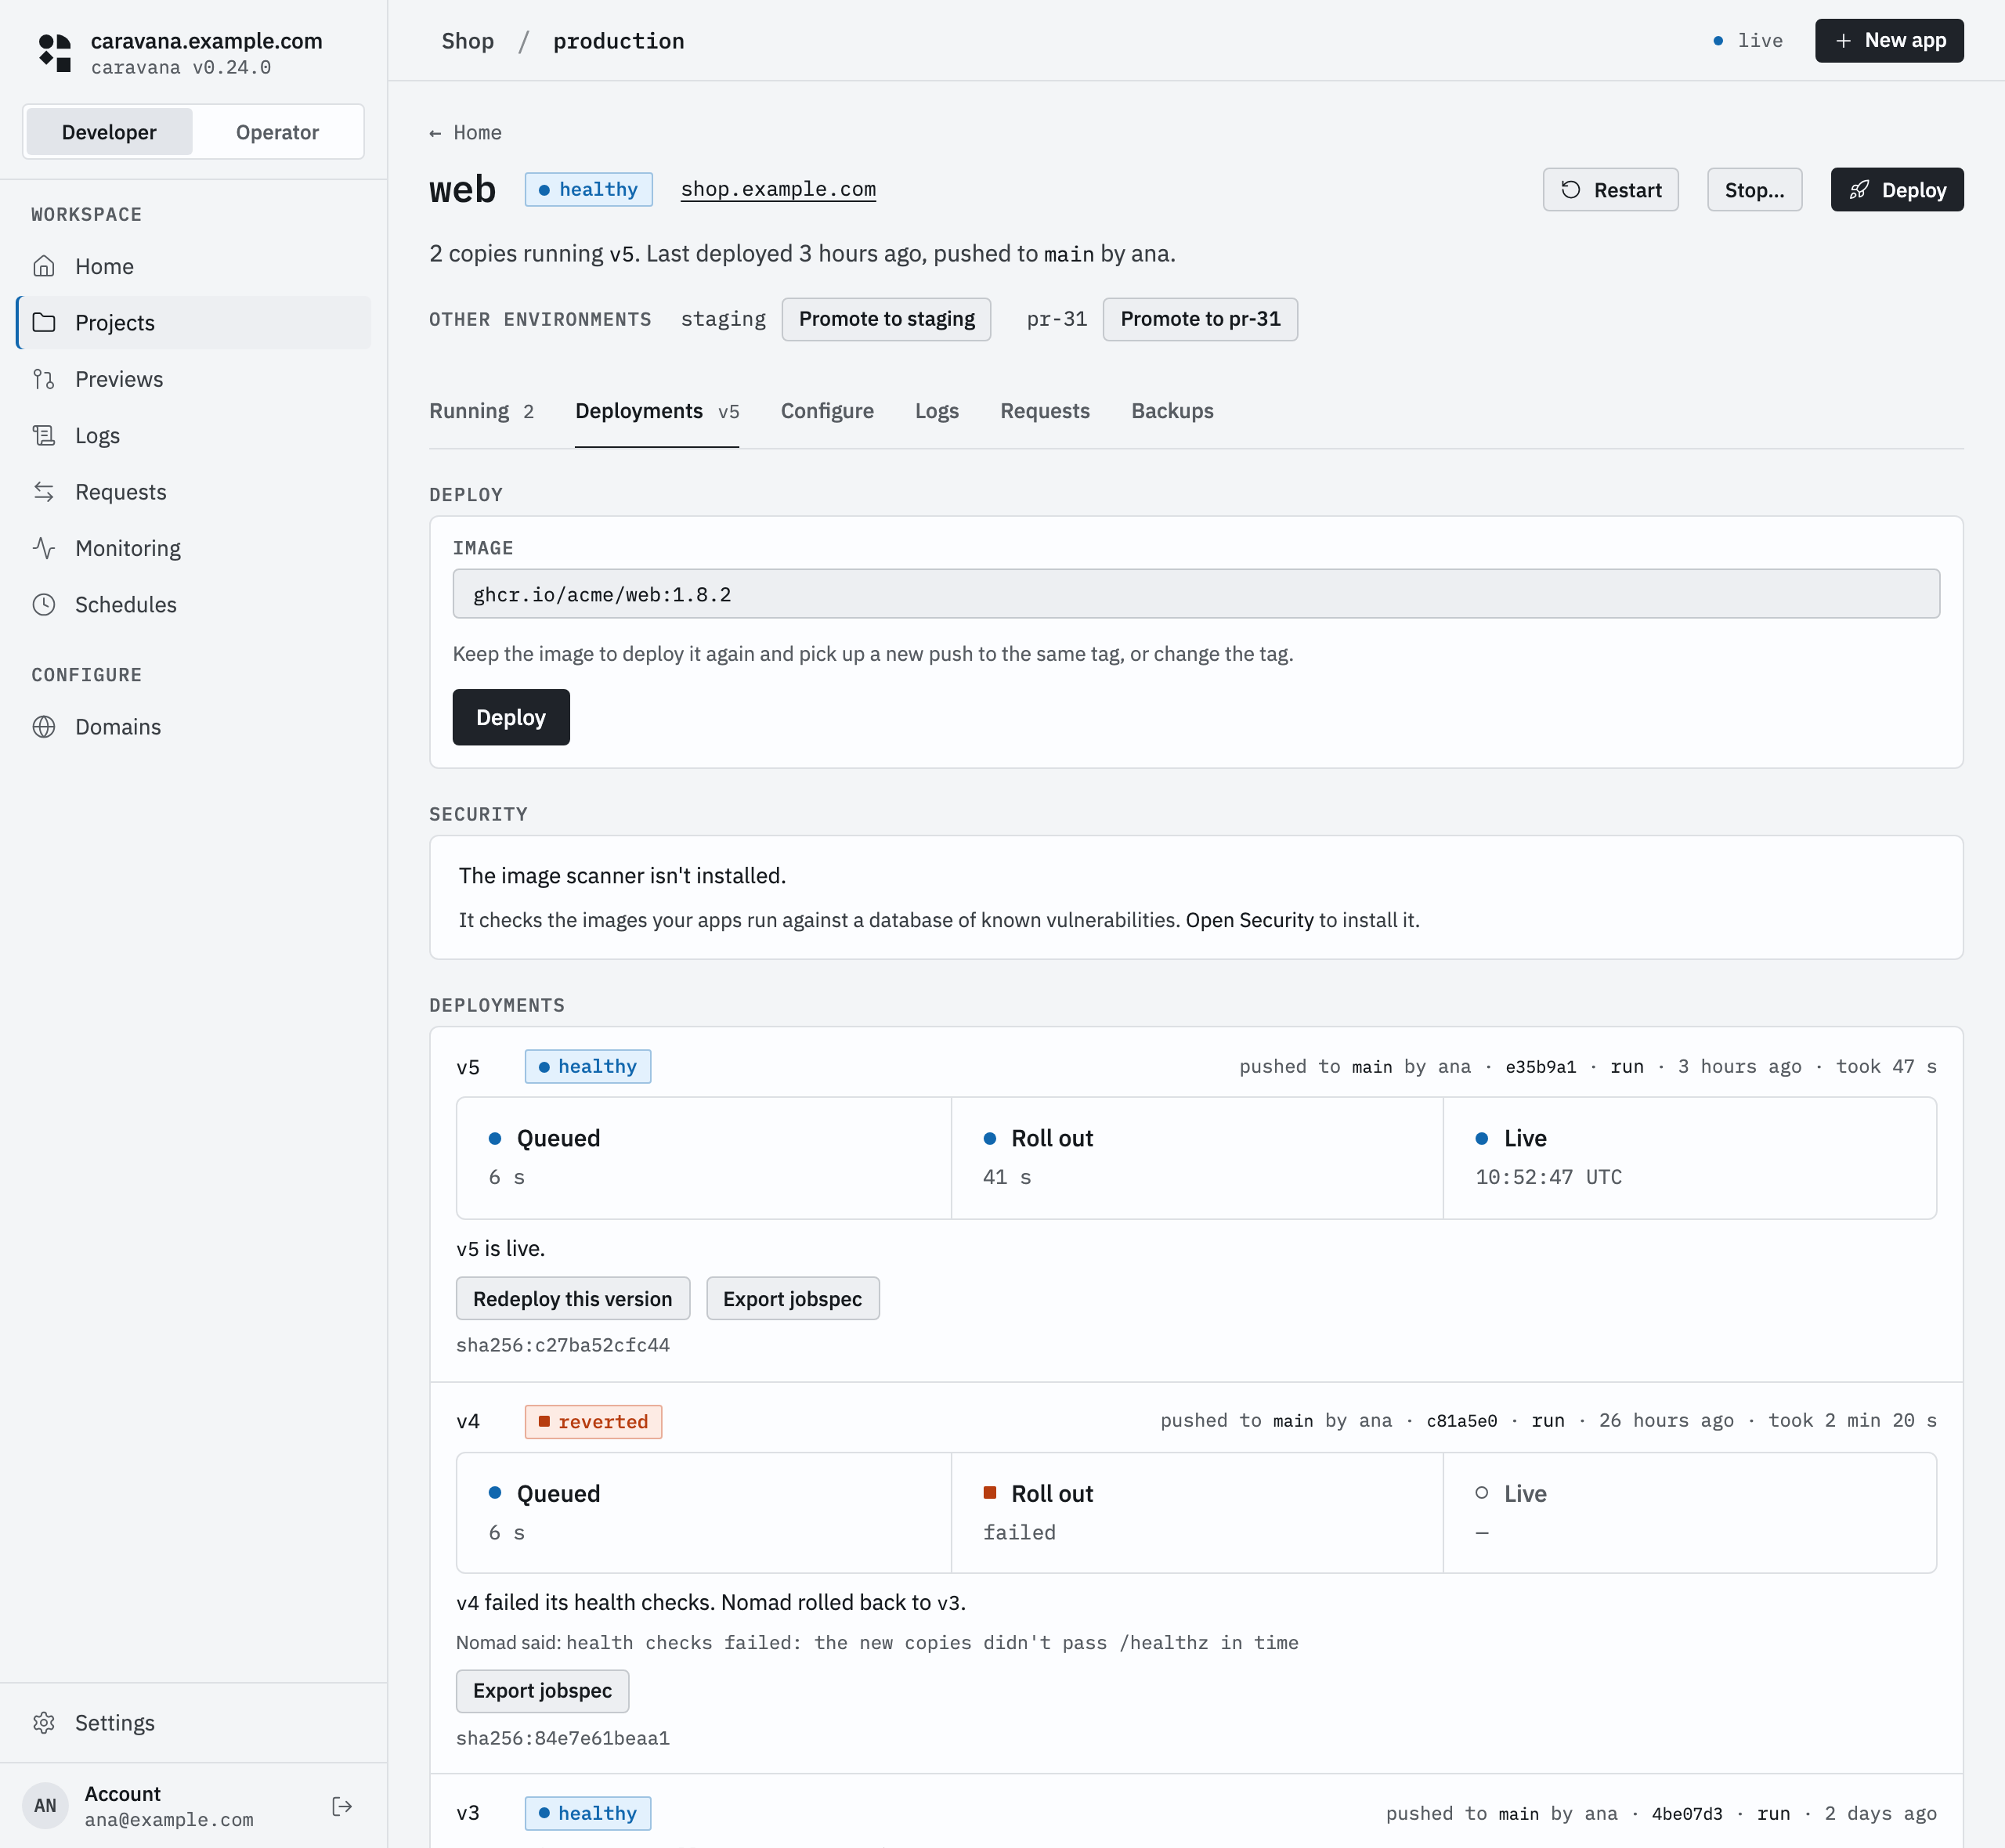 caravana.example.com
caravana v0.24.0
Developer
Operator
WORKSPACE
Home
Projects
Previews
Logs
Requests
Monitoring
Schedules
CONFIGURE
Domains
Settings
AN
Account
ana@example.com
Shop / production
live
+ New app
← Home
web
healthy
shop.example.com
Restart
Stop...
Deploy
2 copies running v5. Last deployed 3 hours ago, pushed to main by ana.
OTHER ENVIRONMENTS staging Promote to staging pr-31 Promote to pr-31
Running 2 Deployments v5 Configure Logs Requests Backups
DEPLOY
IMAGE
ghcr.io/acme/web:1.8.2
Keep the image to deploy it again and pick up a new push to the same tag, or change the tag.
Deploy
SECURITY
The image scanner isn't installed.
It checks the images your apps run against a database of known vulnerabilities. Open Security to install it.
DEPLOYMENTS
v5 healthy pushed to main by ana · e35b9a1 · run · 3 hours ago · took 47 s
Queued
6 s
Roll out
41 s
Live
10:52:47 UTC
v5 is live.
Redeploy this version
Export jobspec
sha256:c27ba52cfc44
v4 reverted pushed to main by ana · c81a5e0 · run · 26 hours ago · took 2 min 20 s
Queued
6 s
Roll out
failed
Live
—
v4 failed its health checks. Nomad rolled back to v3.
Nomad said: health checks failed: the new copies didn't pass /healthz in time
Export jobspec
sha256:84e7e61beaa1
v3 healthy pushed to main by ana · 4be07d3 · run · 2 days ago